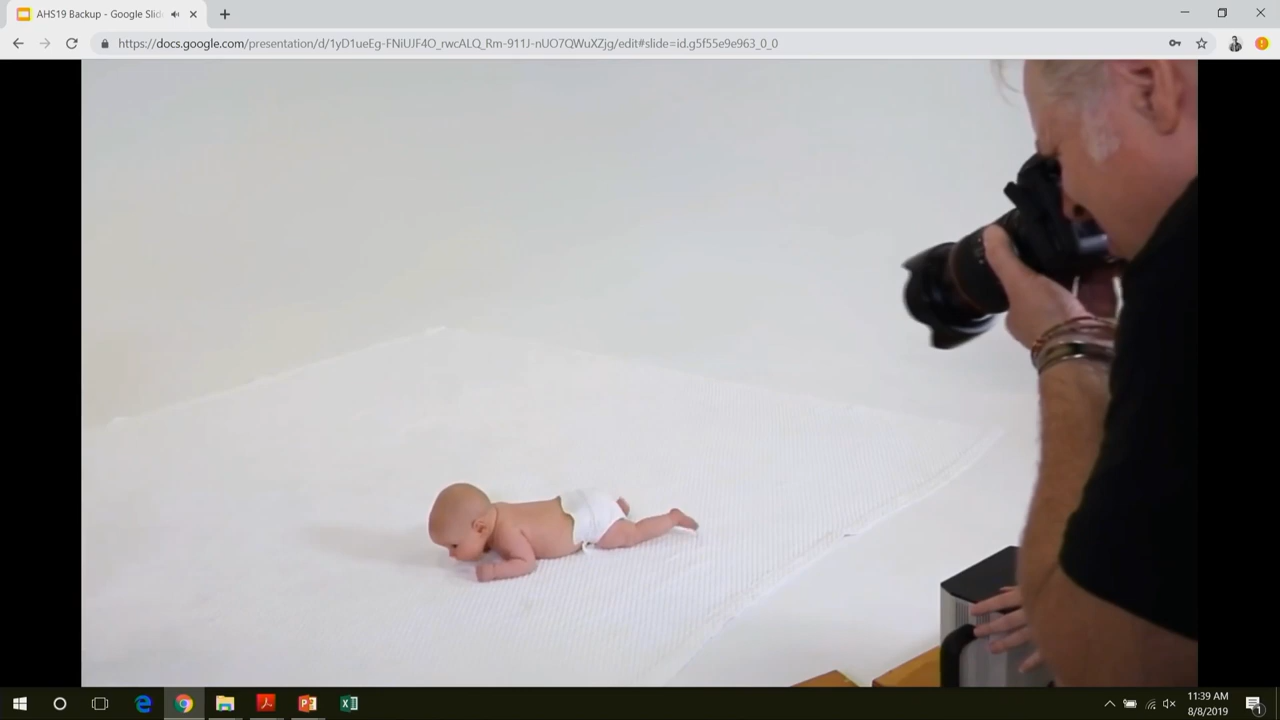 AHS19 Backup - Google Slid
https://docs.google.com/presentation/d/1yD1ueEg-FNiUJF4O_rwcALQ_Rm-911J-nUO7QWuXZjg/edit#slide=id.g5f55e9e963_0_0
11:39 AM
8/8/2019
1